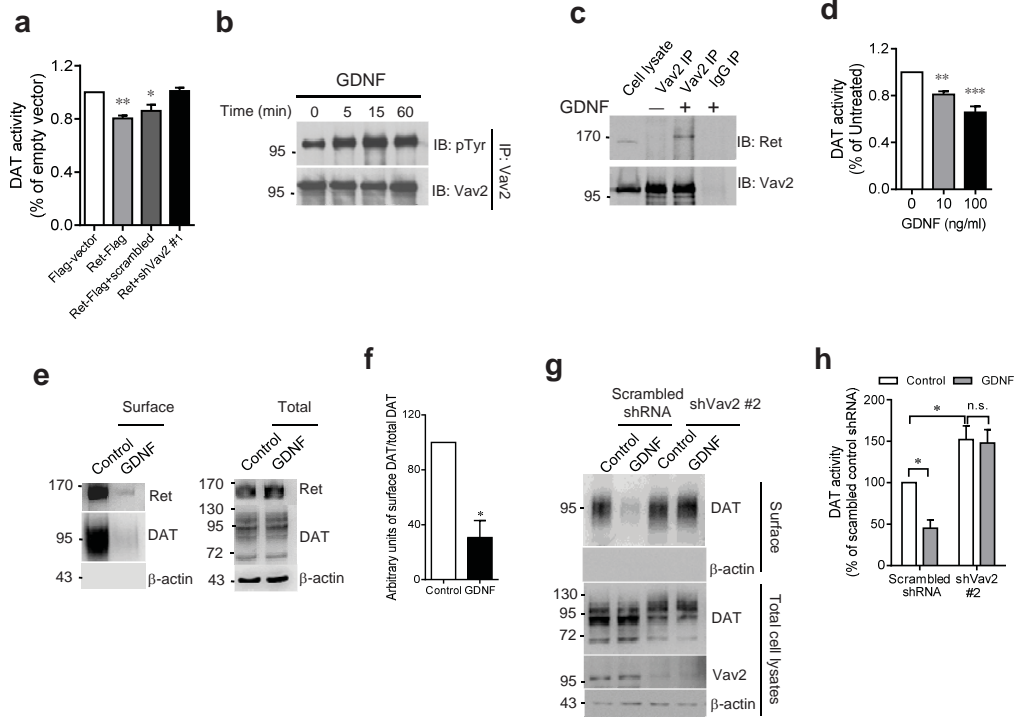 a
DAT activity
(% of empty vector)
1.2
0.8
0.4
0.0
**
*
Flag-vector
Ret-Flag
Ret-Flag+scrambled
Ret+shVav2 #1
b
GDNF
Time (min) 0 5 15 60
95
IB: pTyr
95
IB: Vav2
IP: Vav2
c
Cell lysate
Vav2 IP
Vav2 IP
IgG IP
GDNF — + +
170
IB: Ret
95
IB: Vav2
d
DAT activity
(% of Untreated)
1.2
0.8
0.4
0.0
**
***
0 10 100
GDNF (ng/ml)
e
Surface Total
Control
GDNF
Control
GDNF
170
Ret
95
DAT
43
β-actin
170
Ret
130
95
DAT
72
43
β-actin
f
Arbitrary units of surface DAT/total DAT
120
80
40
0
*
Control GDNF
g
Scrambled
shRNA
shVav2 #2
Control
GDNF
Control
GDNF
95
DAT
β-actin
Surface
130
95
DAT
72
95
Vav2
43
β-actin
Total cell lysates
h
Control GDNF
DAT activity
(% of scrambled control shRNA)
200
150
100
50
0
*
*
n.s.
Scrambled
shRNA
shVav2
#2